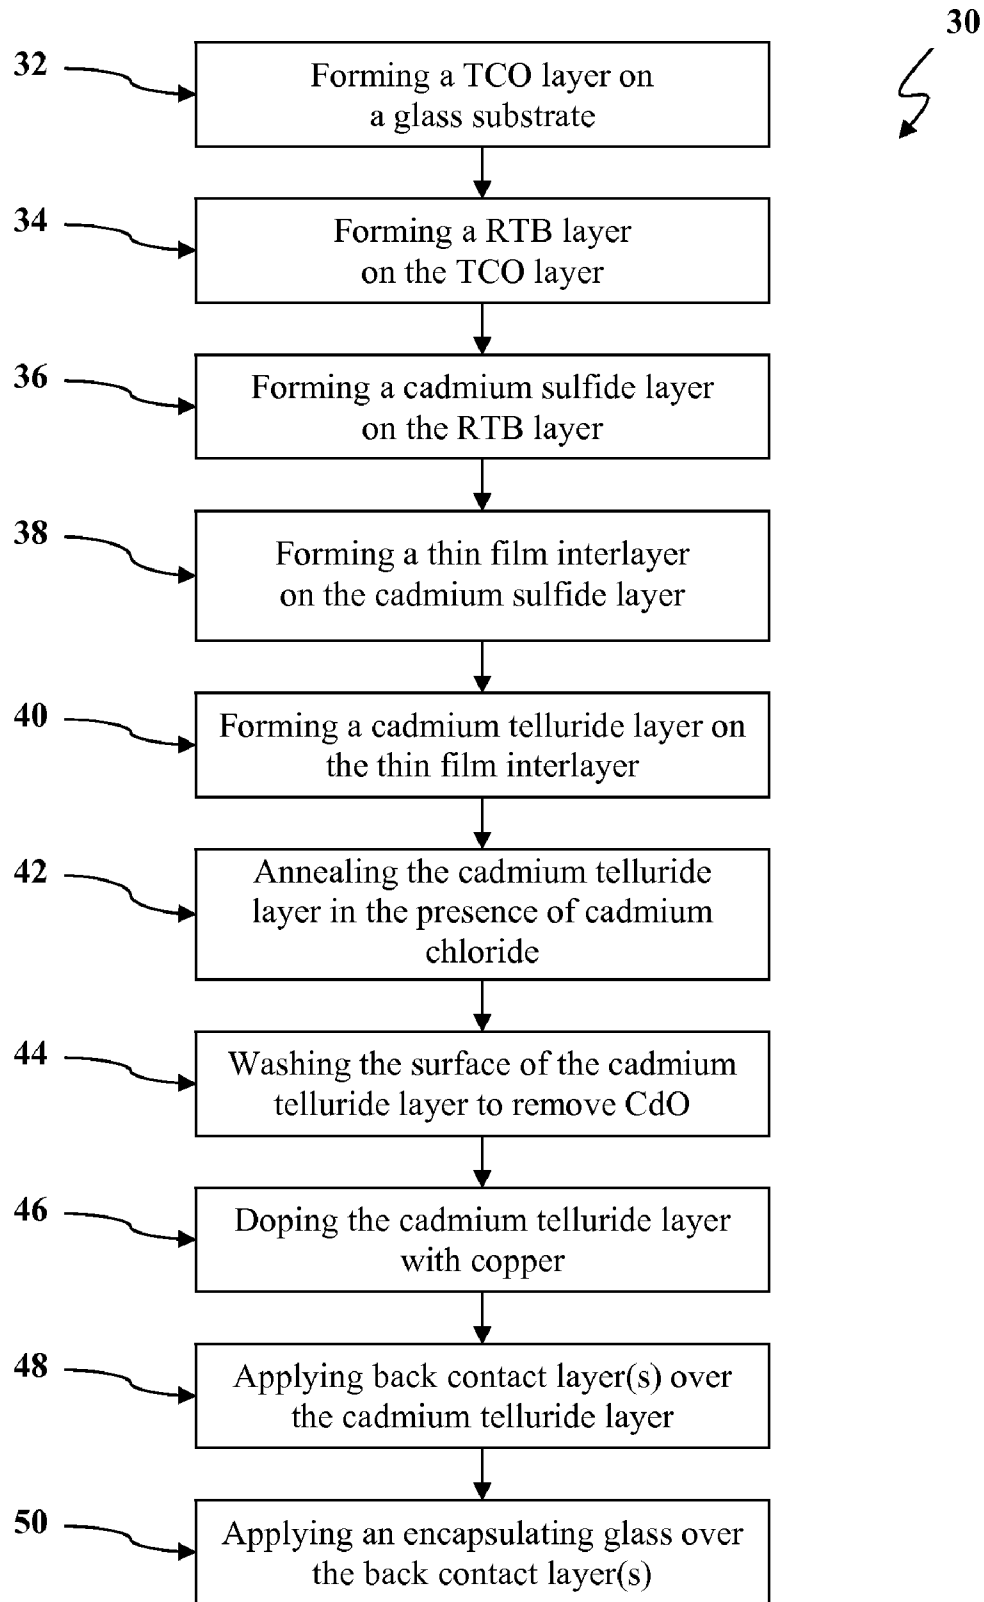 30
32
Forming a TCO layer on
a glass substrate
34
Forming a RTB layer
on the TCO layer
36
Forming a cadmium sulfide layer
on the RTB layer
38
Forming a thin film interlayer
on the cadmium sulfide layer
40
Forming a cadmium telluride layer on
the thin film interlayer
42
Annealing the cadmium telluride
layer in the presence of cadmium
chloride
44
Washing the surface of the cadmium
telluride layer to remove CdO
46
Doping the cadmium telluride layer
with copper
48
Applying back contact layer(s) over
the cadmium telluride layer
50
Applying an encapsulating glass over
the back contact layer(s)